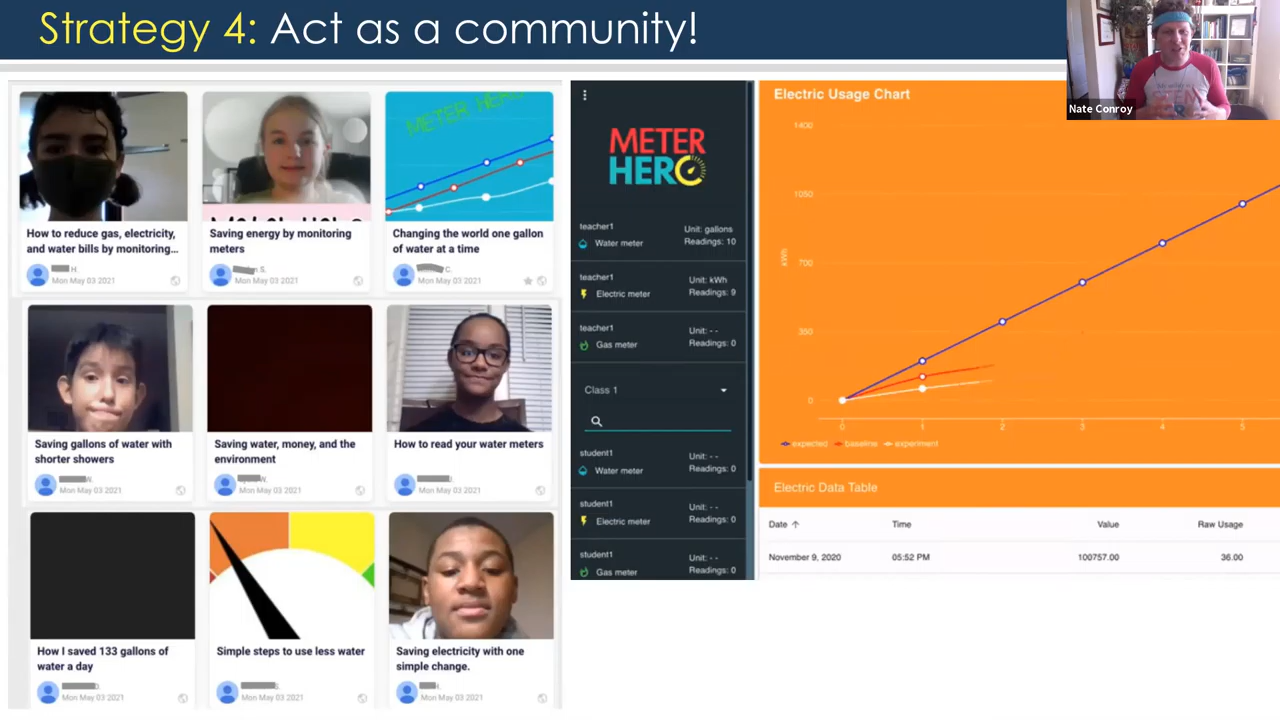 Strategy 4: Act as a community!
Nate Conroy
METER HERO
How to reduce gas, electricity,
and water bills by monitoring...
H.
Mon May 03 2021
Saving energy by monitoring
meters
S.
Mon May 03 2021
Changing the world one gallon
of water at a time
C.
Mon May 03 2021
Saving gallons of water with
shorter showers
W.
Mon May 03 2021
Saving water, money, and the
environment
W.
Mon May 03 2021
How to read your water meters
Mon May 03 2021
How I saved 133 gallons of
water a day
Mon May 03 2021
Simple steps to use less water
Mon May 03 2021
Saving electricity with one
simple change.
Mon May 03 2021
METER
HERO
teacher1
Unit: gallons
Water meter
Readings: 10
teacher1
Unit: kWh
Electric meter
Readings: 9
teacher1
Unit: - -
Gas meter
Readings: 0
Class 1
student1
Unit: - -
Water meter
Readings: 0
student1
Unit: - -
Electric meter
Readings: 0
student1
Unit: - -
Gas meter
Readings: 0
Electric Usage Chart
1400
1050
700
350
0
kWh
0 1 2 3 4 5
expected baseline experiment
Electric Data Table
Date Time Value Raw Usage
November 9, 2020 05:52 PM 100757.00 36.00